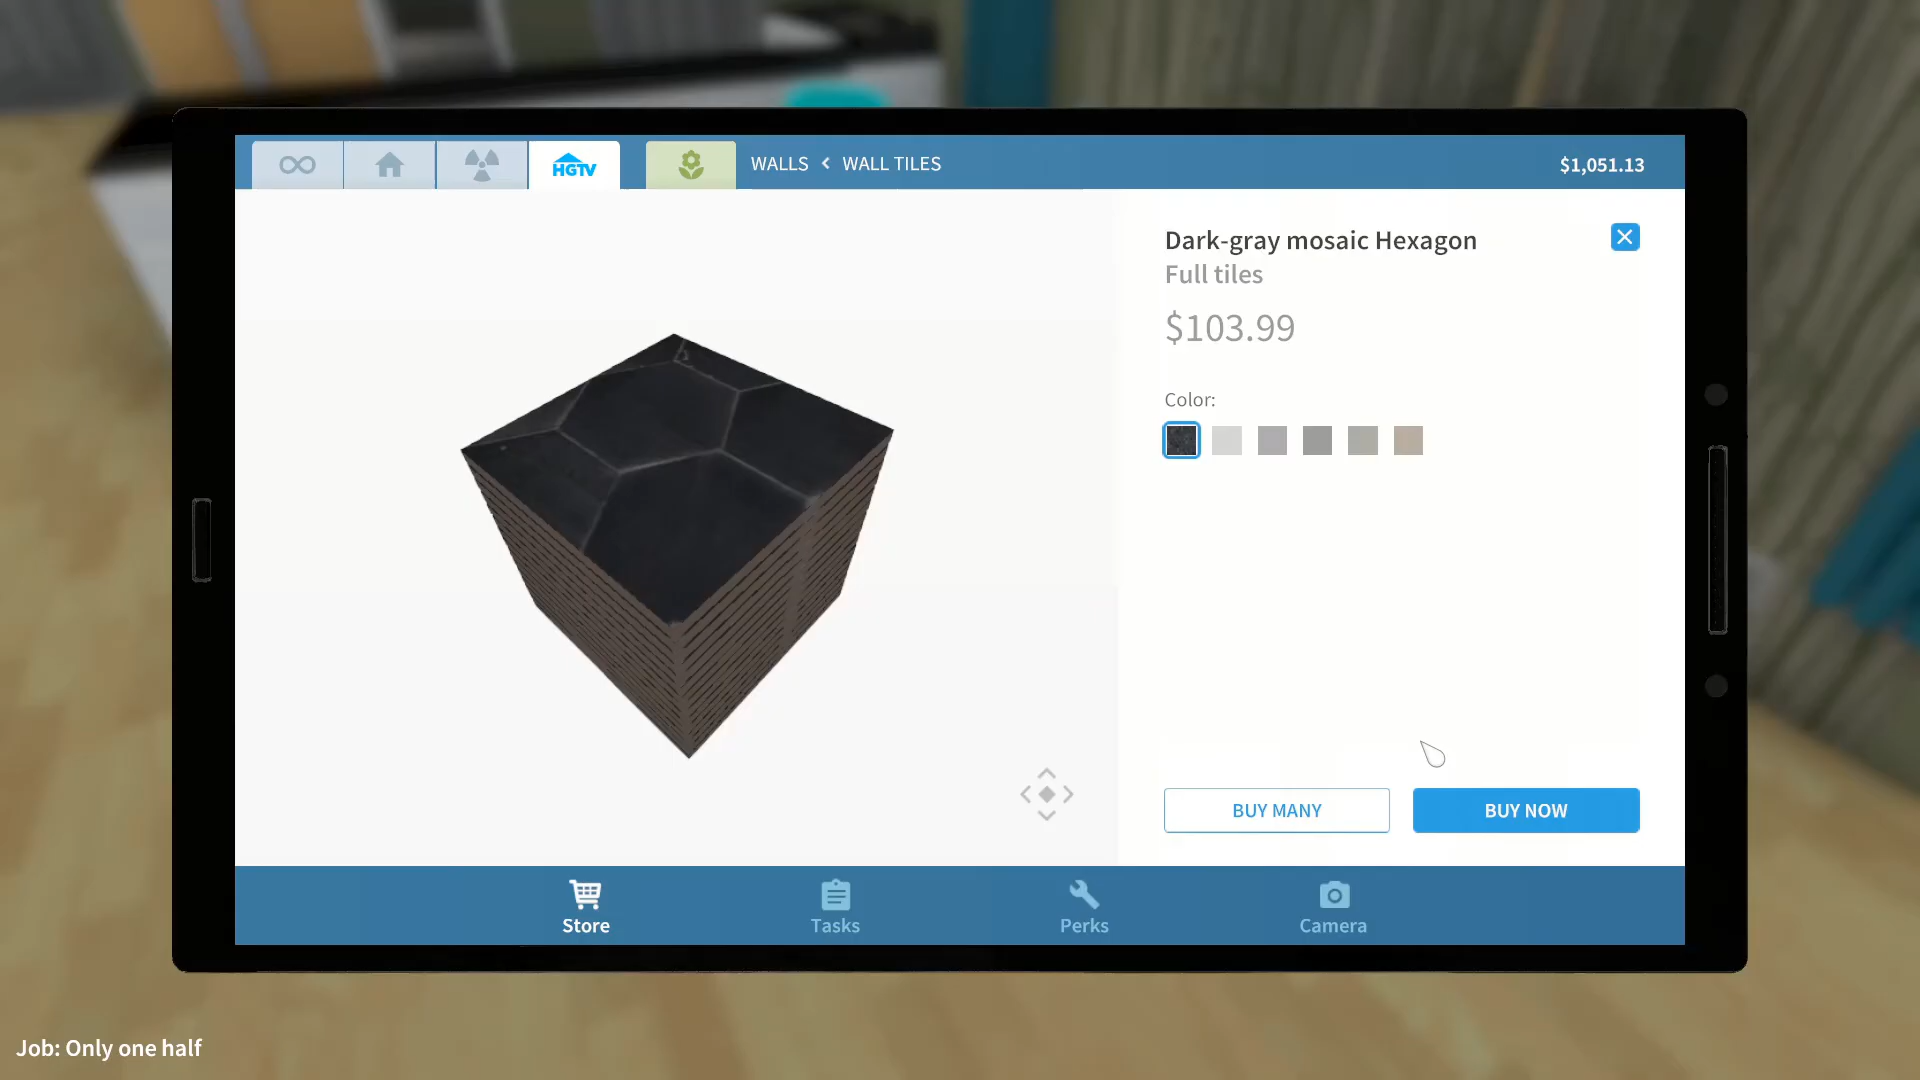 HGTV
WALLS < WALL TILES
$1,051.13
Dark-gray mosaic Hexagon
Full tiles
$103.99
Color:
BUY MANY
BUY NOW
Store
Tasks
Perks
Camera
Job: Only one half